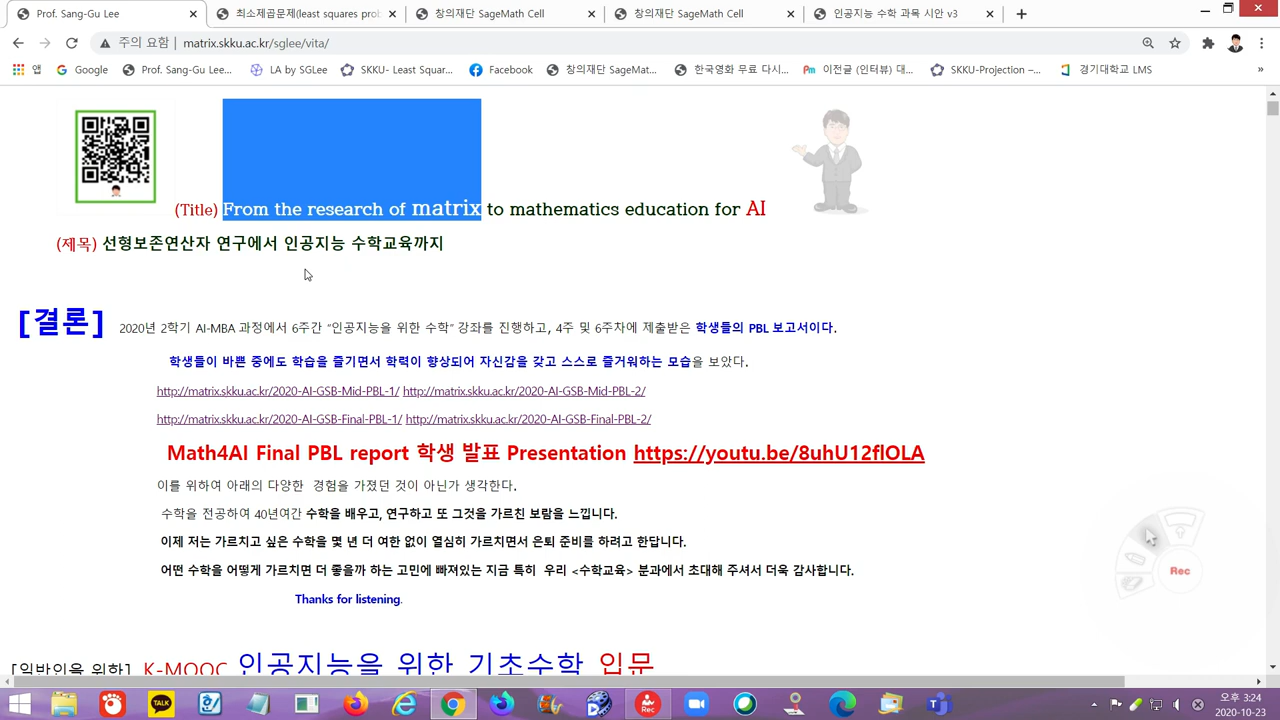 Prof. Sang-Gu Lee
최소제곱문제(least squares prob
창의재단 SageMath Cell
창의재단 SageMath Cell
인공지능 수학 과목 시안 v3
주의 요함 | matrix.skku.ac.kr/sglee/vita/
앱 Google Prof. Sang-Gu Lee... LA by SGLee SKKU- Least Squar... Facebook 창의재단 SageMat... 한국영화 무료 다시... 이전글 (인터뷰) 대... SKKU-Projection –... 경기대학교 LMS »
(Title) From the research of matrix to mathematics education for AI
(제목) 선형보존연산자 연구에서 인공지능 수학교육까지
[결론] 2020년 2학기 AI-MBA 과정에서 6주간 “인공지능을 위한 수학” 강좌를 진행하고, 4주 및 6주차에 제출받은 학생들의 PBL 보고서이다.
학생들이 바쁜 중에도 학습을 즐기면서 학력이 향상되어 자신감을 갖고 스스로 즐거워하는 모습을 보았다.
http://matrix.skku.ac.kr/2020-AI-GSB-Mid-PBL-1/ http://matrix.skku.ac.kr/2020-AI-GSB-Mid-PBL-2/
http://matrix.skku.ac.kr/2020-AI-GSB-Final-PBL-1/ http://matrix.skku.ac.kr/2020-AI-GSB-Final-PBL-2/
Math4AI Final PBL report 학생 발표 Presentation https://youtu.be/8uhU12flOLA
이를 위하여 아래의 다양한 경험을 가졌던 것이 아닌가 생각한다.
수학을 전공하여 40년여간 수학을 배우고, 연구하고 또 그것을 가르친 보람을 느낍니다.
이제 저는 가르치고 싶은 수학을 몇 년 더 여한 없이 열심히 가르치면서 은퇴 준비를 하려고 한답니다.
어떤 수학을 어떻게 가르치면 더 좋을까 하는 고민에 빠져있는 지금 특히 우리 <수학교육> 분과에서 초대해 주셔서 더욱 감사합니다.
Thanks for listening.
Rec
[일반인을 위한] K-MOOC 인공지능을 위한 기초수학 입문
TALK
Rec
오후 3:24
2020-10-23